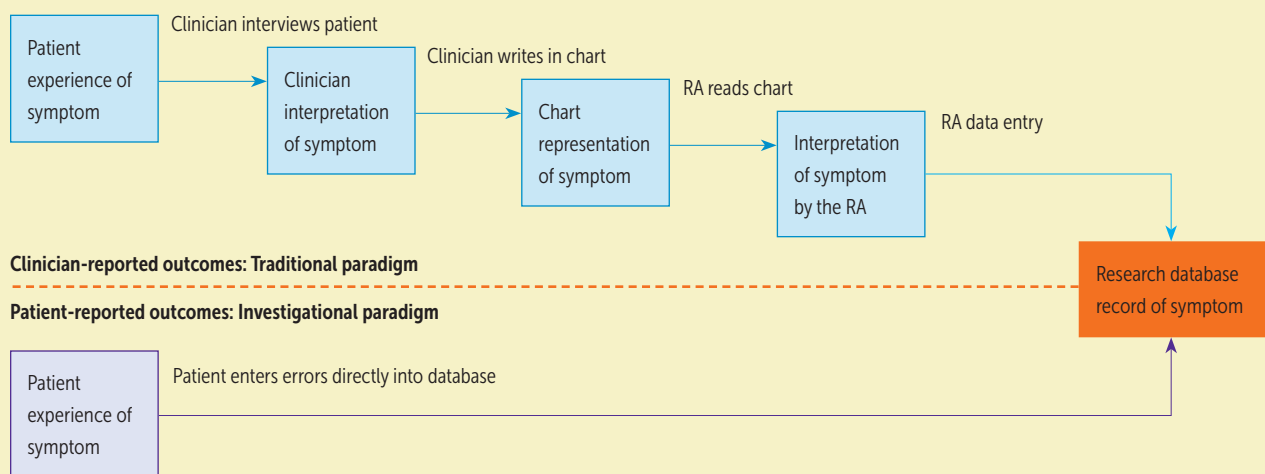 Clinician interviews patient
Patient
experience of
symptom
Clinician writes in chart
Clinician
interpretation
of symptom
RA reads chart
Chart
representation
of symptom
RA data entry
Interpretation
of symptom
by the RA
Clinician-reported outcomes: Traditional paradigm
Research database
record of symptom
Patient-reported outcomes: Investigational paradigm
Patient enters errors directly into database
Patient
experience of
symptom